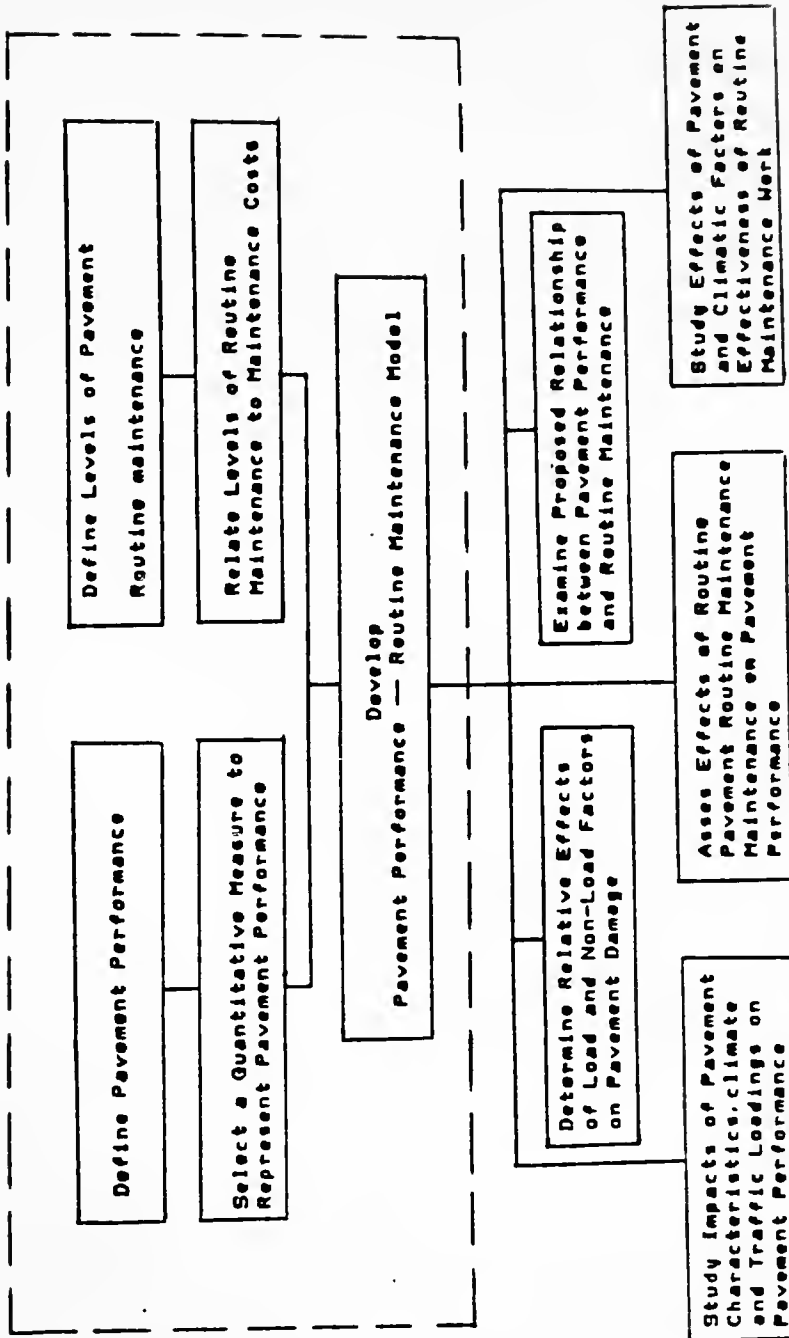 Define Pavement Performance
Select a Quantitative Measure to
Represent Pavement Performance
Define Levels of Pavement
Routine maintenance
Relate Levels of Routine
Maintenance to Maintenance Costs
Develop
Pavement Performance — Routine Maintenance Model
Determine Relative Effects
of Load and Non-Load Factors
on Pavement Damage
Examine Proposed Relationship
between Pavement Performance
and Routine Maintenance
Study Impacts of Pavement
Characteristics.climate
and Traffic Loadings on
Pavement Performance
Asses Effects of Routine
Pavement Routine Maintenance
Maintenance on Pavement
Performance
Study Effects of Pavement
and Climatic Factors on
Effectiveness of Routine
Maintenance Work